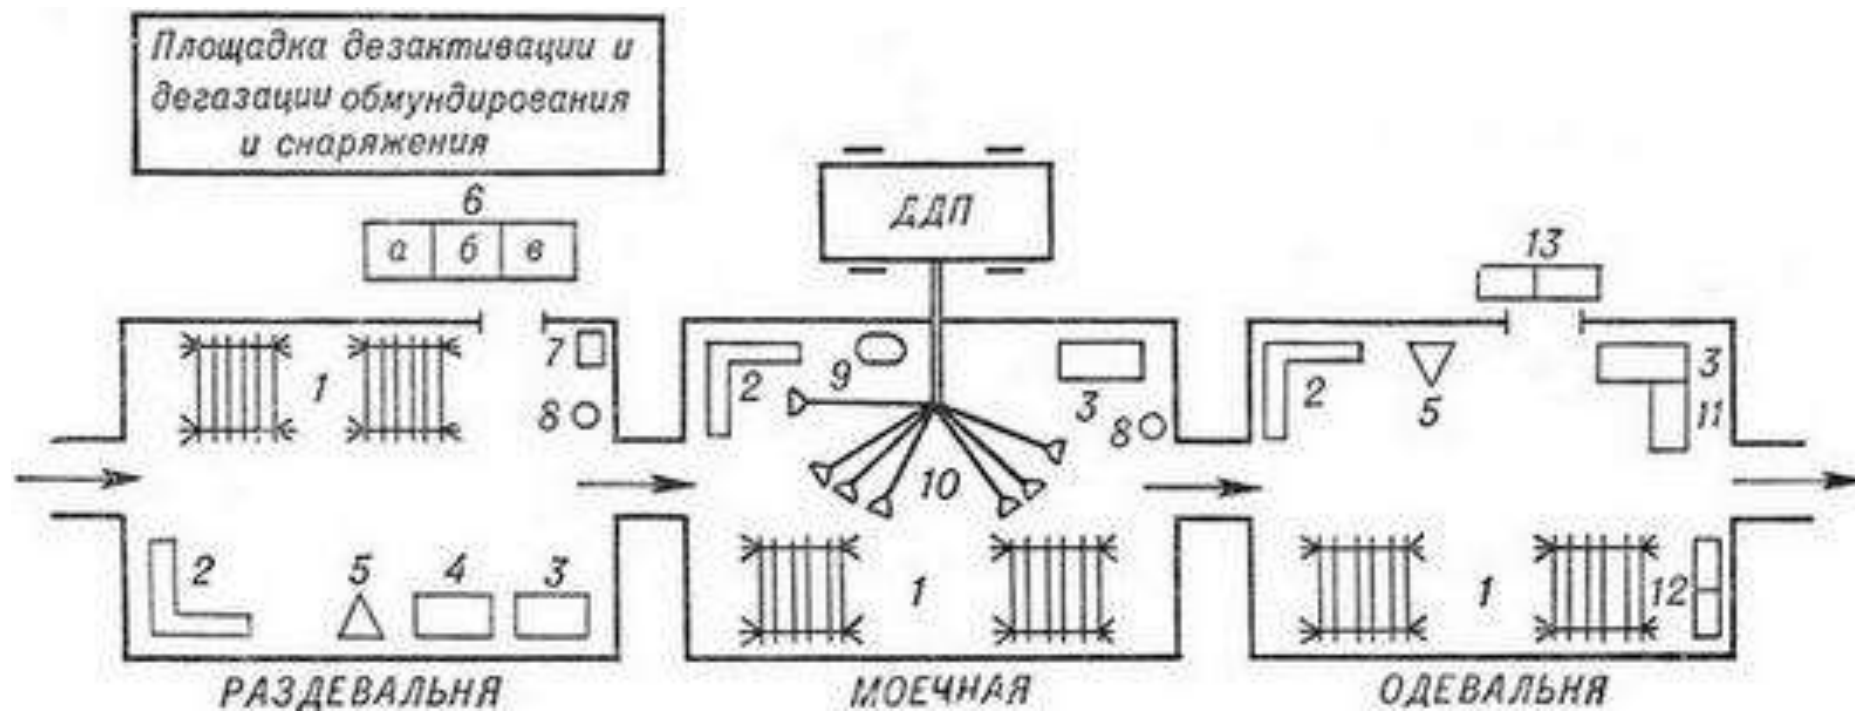 Площадка дезактивации и
дегазации обмундирования
и снаряжения
6
а б в
ДДП
13
1
7
8
2
5
4
3
РАЗДЕВАЛЬНЯ
2
9
3
8
10
1
МОЕЧНАЯ
2
5
3
11
1
12
ОДЕВАЛЬНЯ